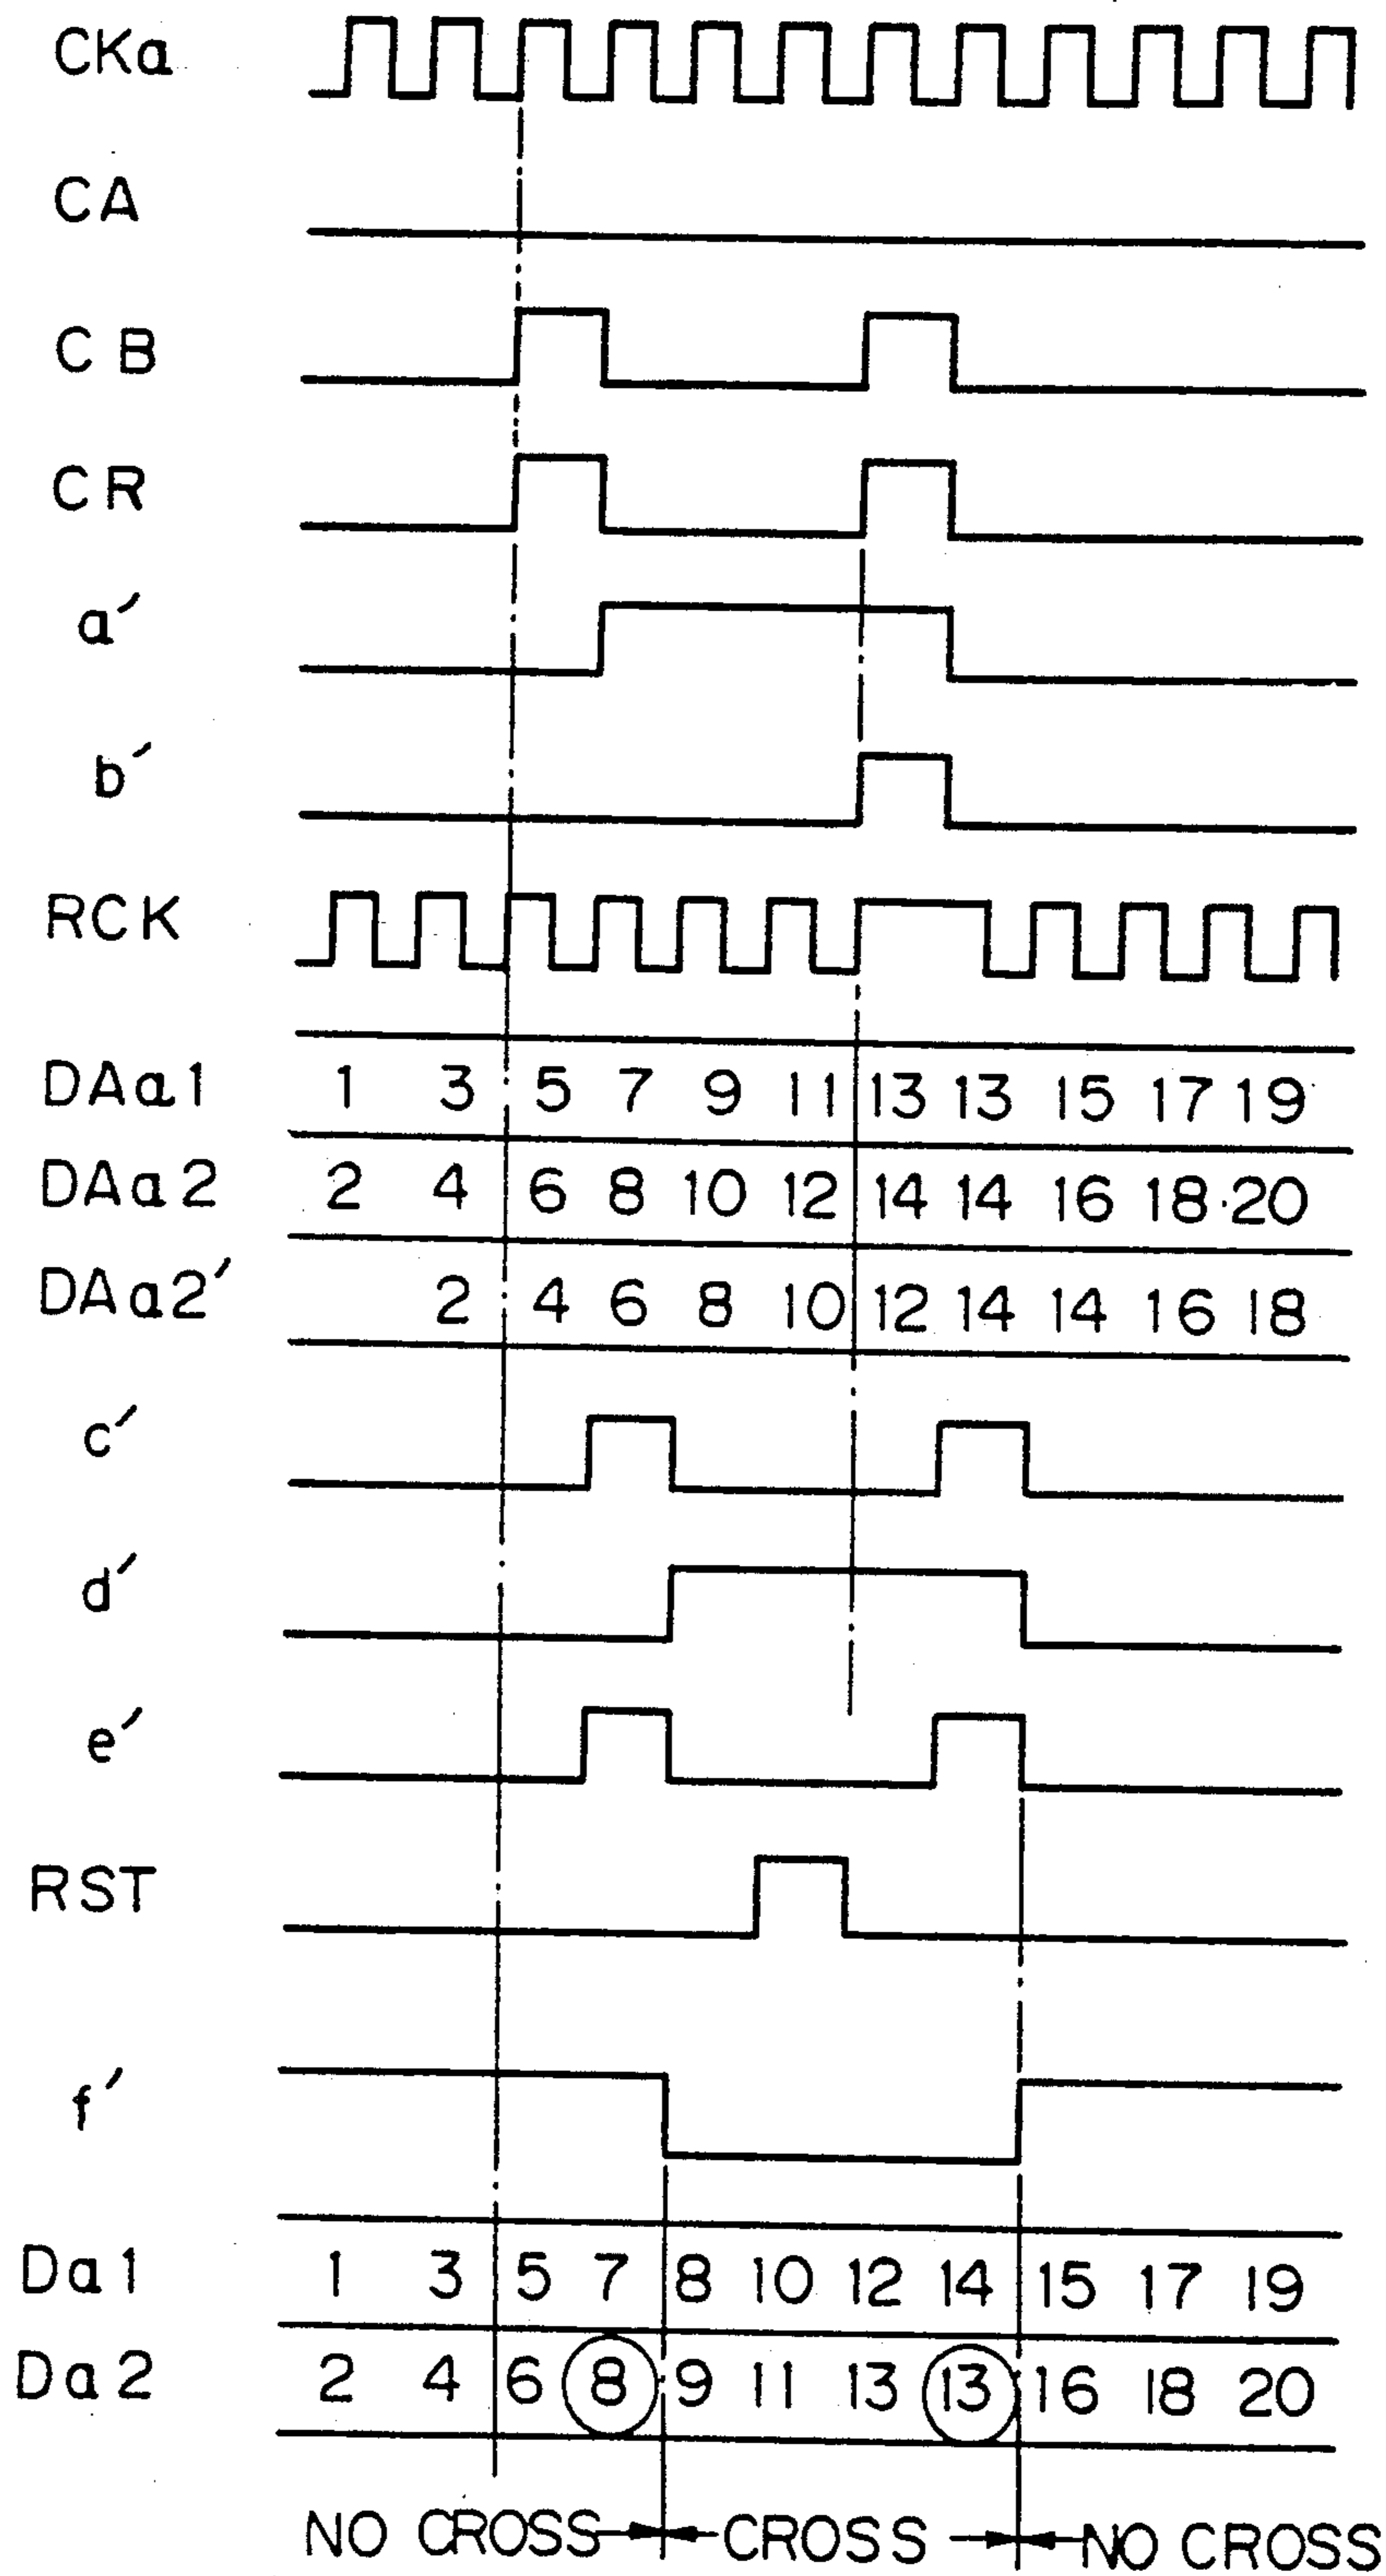 CKa
CA
CB
CR
a′
b′
RCK
DAa1 1 3 5 7 9 11 13 13 15 17 19
DAa2 2 4 6 8 10 12 14 14 16 18 20
DAa2′ 2 4 6 8 10 12 14 14 16 18
c′
d′
e′
RST
f′
Da1 1 3 5 7 8 10 12 14 15 17 19
Da2 2 4 6 8 9 11 13 13 16 18 20
NO CROSS CROSS NO CROSS